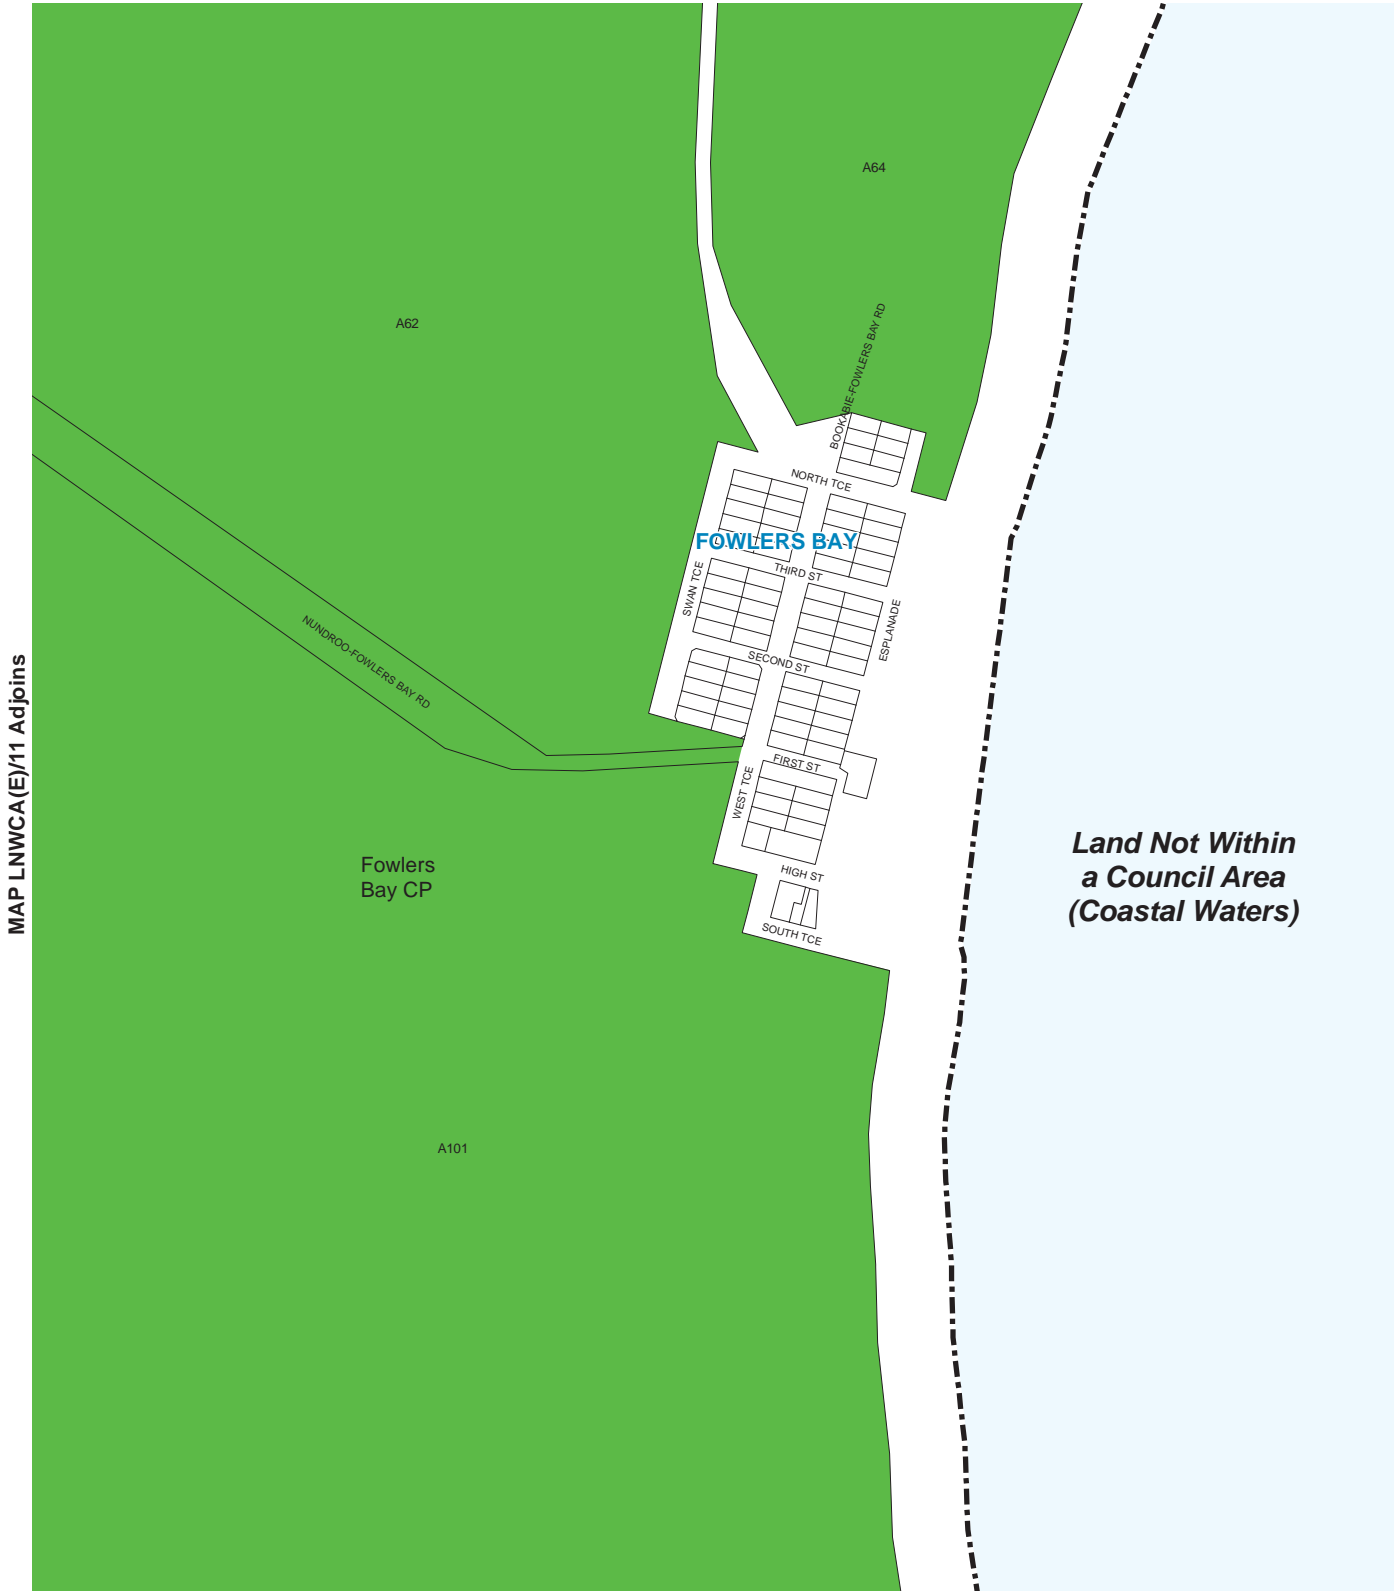 A64
A62
BOOKABIE-FOWLERS BAY RD
NORTH TCE
FOWLERS BAY
THIRD ST
SWAN TCE
ESPLANADE
NUNDROO-FOWLERS BAY RD
SECOND ST
MAP LNWCA(E)/11 Adjoins
FIRST ST
WEST TCE
Land Not Within
a Council Area
(Coastal Waters)
Fowlers
Bay CP
HIGH ST
SOUTH TCE
A101